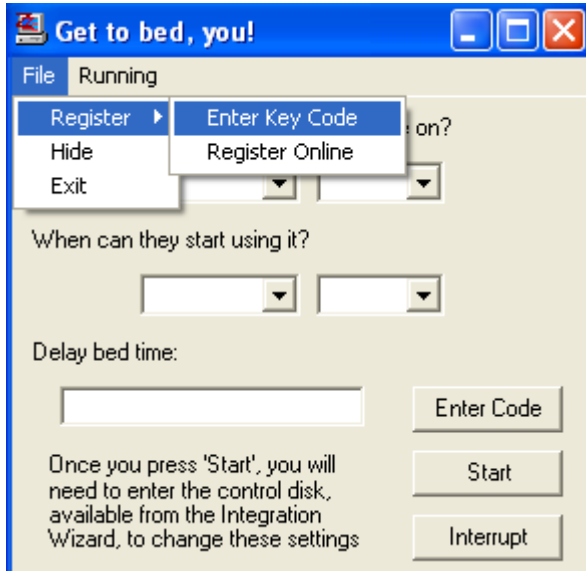 Get to bed, you!
File Running
Register Enter Key Code
on?
Hide Register Online
Exit
When can they start using it?
Delay bed time:
Enter Code
Once you press 'Start', you will
need to enter the control disk,
available from the Integration
Wizard, to change these settings
Start
Interrupt